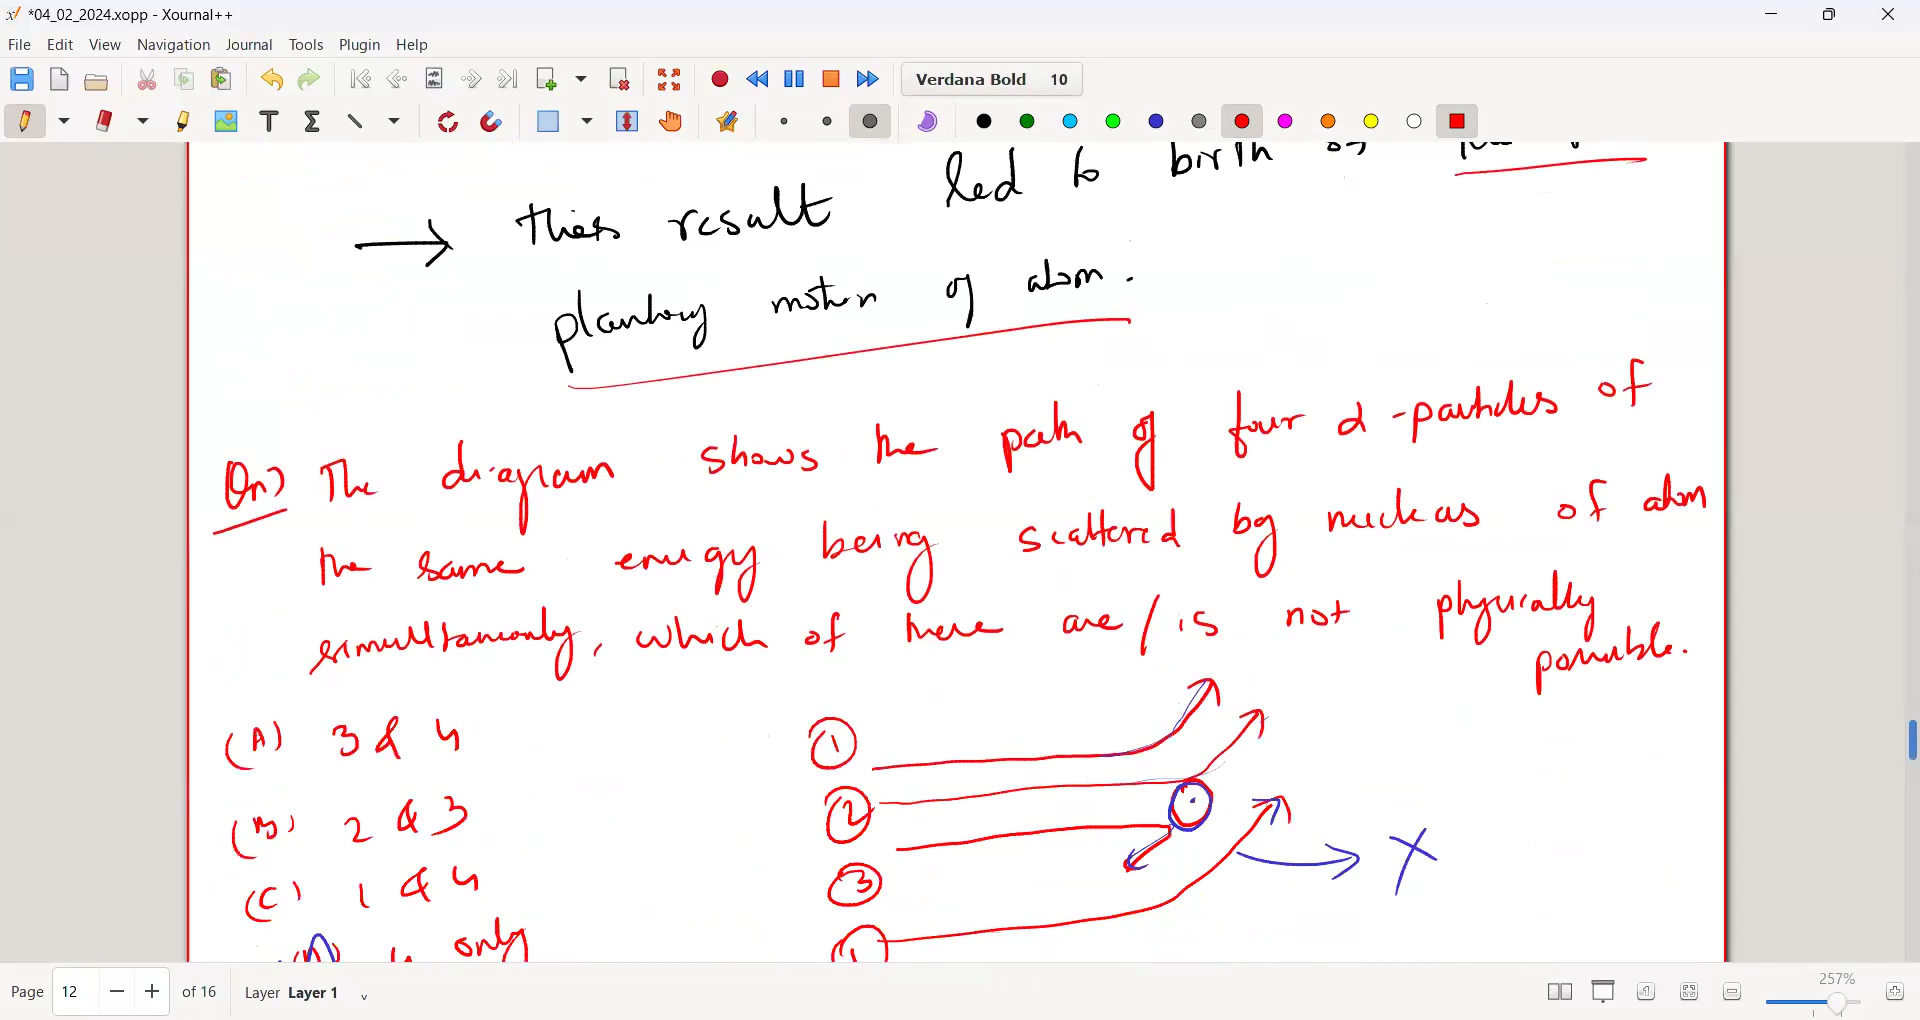 *04_02_2024.xopp - Xournal++
File Edit View Navigation Journal Tools Plugin Help
Verdana Bold 10
led to birth of
→ this result
planetary motion of atom.
Qn) The diagram shows the path of four α-particles of
the same energy being scattered by nucleus of atom
simultaneously, which of these are/is not physically
possible.
(A) 3 & 4
(B) 2 & 3
(C) 1 & 4
(D) 4 only
1
2
3
X
Page 12 of 16 Layer Layer 1 257%